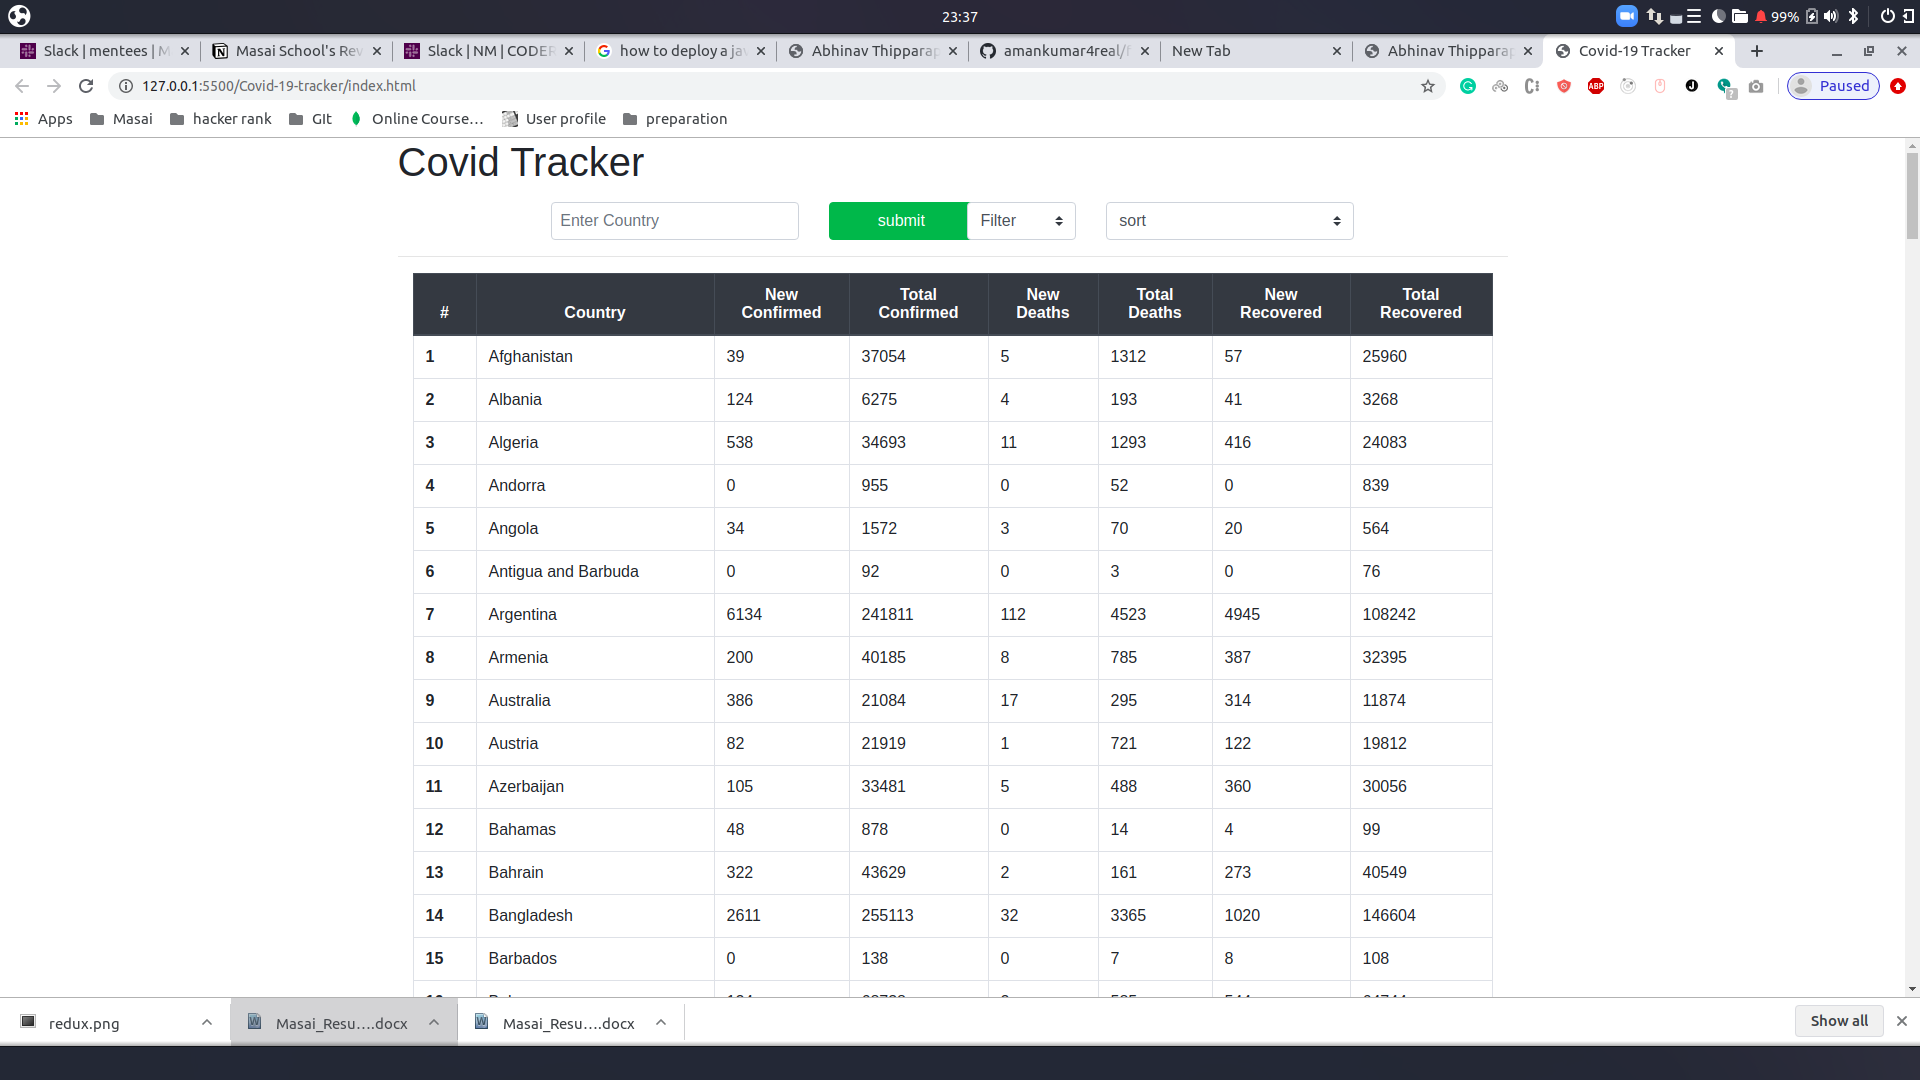 23:37
99%
Slack | mentees | M
Masai School's Rev
Slack | NM | CODER
how to deploy a jav
Abhinav Thipparap
amankumar4real/f
New Tab
Abhinav Thipparap
Covid-19 Tracker
127.0.0.1:5500/Covid-19-tracker/index.html
ABP
J
?
Paused
Apps
Masai
hacker rank
GIt
Online Course…
User profile
preparation
Covid Tracker
Enter Country
submit
Filter
sort
# Country New Confirmed Total Confirmed New Deaths Total Deaths New Recovered Total Recovered
1 Afghanistan 39 37054 5 1312 57 25960
2 Albania 124 6275 4 193 41 3268
3 Algeria 538 34693 11 1293 416 24083
4 Andorra 0 955 0 52 0 839
5 Angola 34 1572 3 70 20 564
6 Antigua and Barbuda 0 92 0 3 0 76
7 Argentina 6134 241811 112 4523 4945 108242
8 Armenia 200 40185 8 785 387 32395
9 Australia 386 21084 17 295 314 11874
10 Austria 82 21919 1 721 122 19812
11 Azerbaijan 105 33481 5 488 360 30056
12 Bahamas 48 878 0 14 4 99
13 Bahrain 322 43629 2 161 273 40549
14 Bangladesh 2611 255113 32 3365 1020 146604
15 Barbados 0 138 0 7 8 108
redux.png
Masai_Resu….docx
Masai_Resu….docx
Show all